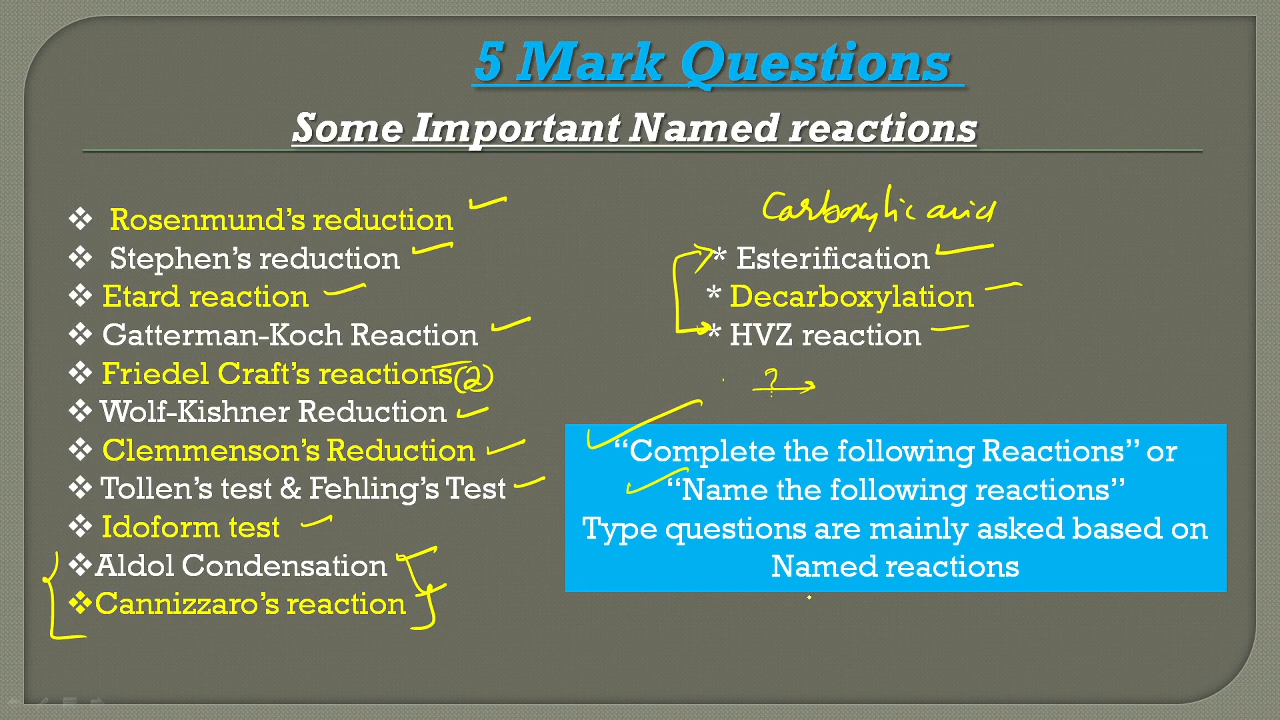 5 Mark Questions
Some Important Named reactions
❖ Rosenmund's reduction
❖ Stephen's reduction
❖ Etard reaction
❖ Gatterman-Koch Reaction
❖ Friedel Craft's reactions (2)
❖ Wolf-Kishner Reduction
❖ Clemmenson's Reduction
❖ Tollen's test & Fehling's Test
❖ Idoform test
❖ Aldol Condensation
❖ Cannizzaro's reaction
Carboxylic acid
* Esterification
* Decarboxylation
* HVZ reaction
?
"Complete the following Reactions" or
"Name the following reactions"
Type questions are mainly asked based on
Named reactions